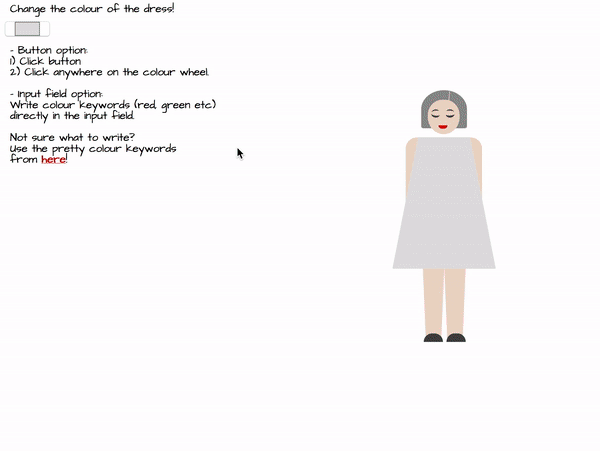 Change the colour of the dress!
- Button option:
1) Click button
2) Click anywhere on the colour wheel.
- Input field option:
Write colour keywords (red, green etc)
directly in the input field.
Not sure what to write?
Use the pretty colour keywords
from here!